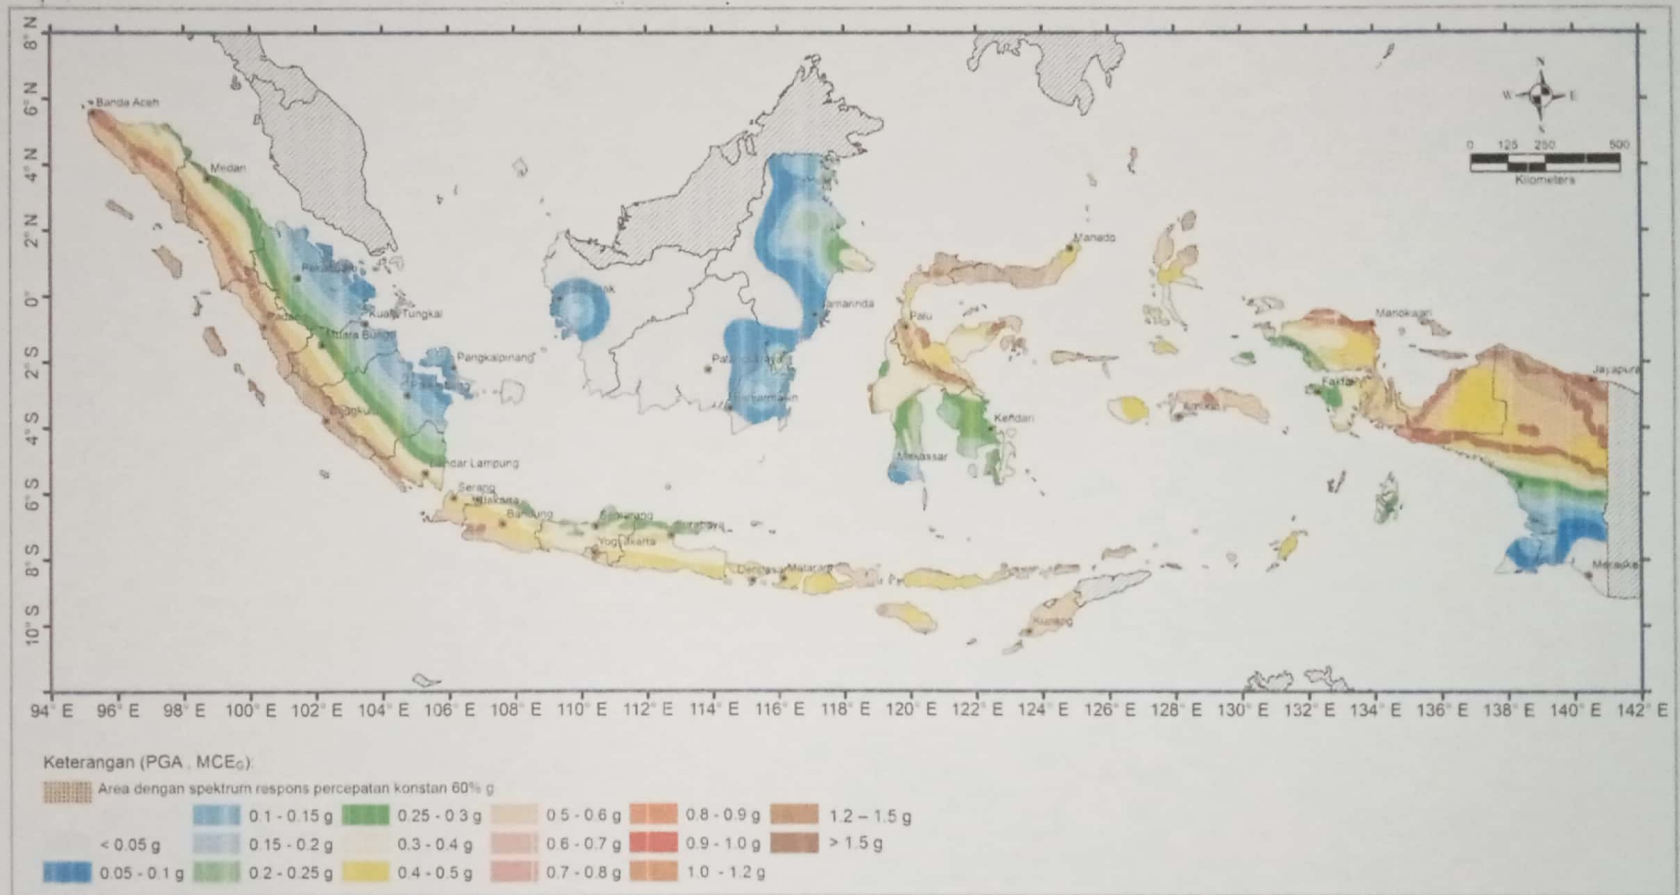 8° N
6° N
4° N
2° N
0°
2° S
4° S
6° S
8° S
10° S
Banda Aceh
Medan
Padang
Muara Bungo
Kuala Tungkal
Pangkalpinang
Bandar Lampung
Serang
Jakarta
Bandung
Semarang
Yogyakarta
Denpasar
Mataram
Kupang
Samarinda
Palu
Manado
Makassar
Kendari
Ambon
Fakfak
Manokwari
Jayapura
Merauke
N
W E
S
0 125 250 500
Kilometers
94° E 96° E 98° E 100° E 102° E 104° E 106° E 108° E 110° E 112° E 114° E 116° E 118° E 120° E 122° E 124° E 126° E 128° E 130° E 132° E 134° E 136° E 138° E 140° E 142° E
Keterangan (PGA , MCE_G):
Area dengan spektrum respons percepatan konstan 60% g
0.1 - 0.15 g 0.25 - 0.3 g 0.5 - 0.6 g 0.8 - 0.9 g 1.2 – 1.5 g
< 0.05 g 0.15 - 0.2 g 0.3 - 0.4 g 0.6 - 0.7 g 0.9 - 1.0 g > 1.5 g
0.05 - 0.1 g 0.2 - 0.25 g 0.4 - 0.5 g 0.7 - 0.8 g 1.0 - 1.2 g